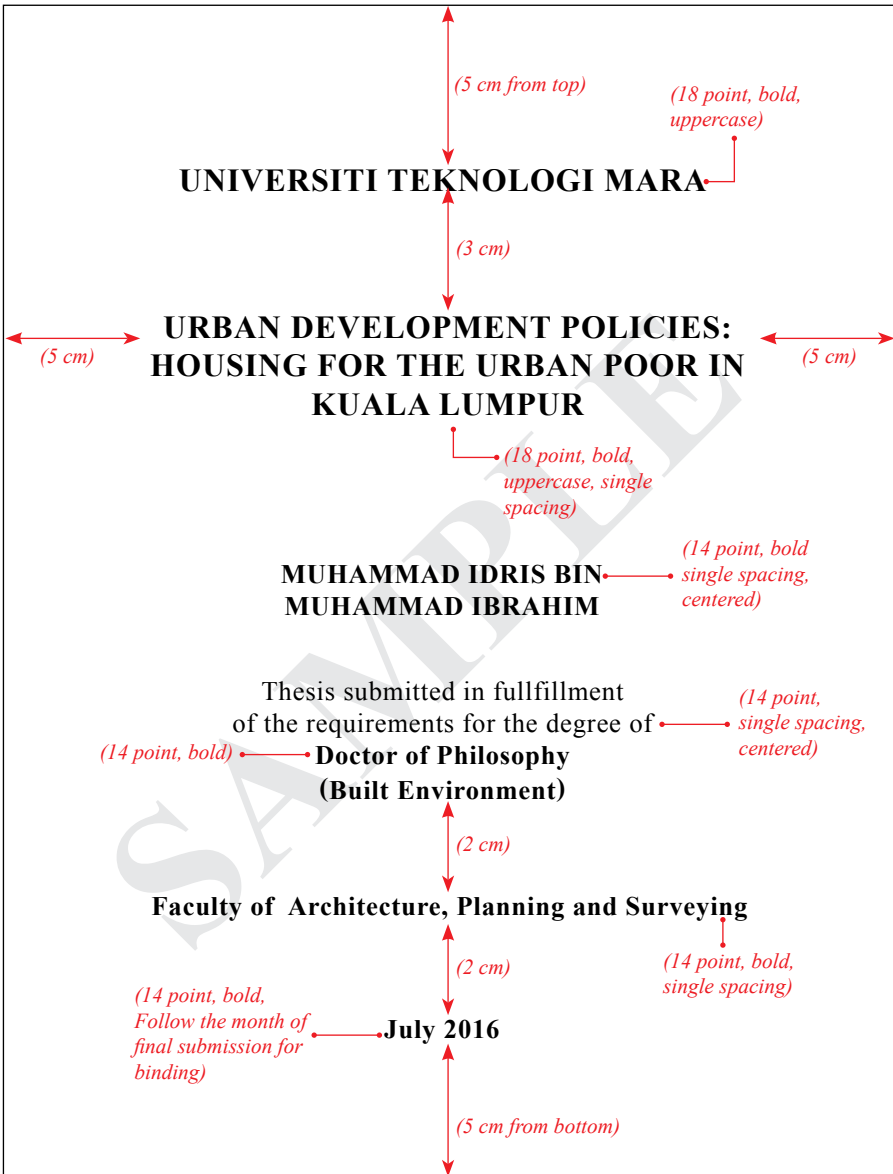 (5 cm from top)
(18 point, bold,
uppercase)
UNIVERSITI TEKNOLOGI MARA
(3 cm)
URBAN DEVELOPMENT POLICIES:
(5 cm)
(5 cm)
HOUSING FOR THE URBAN POOR IN
KUALA LUMPUR
(18 point, bold,
uppercase, single
spacing)
MUHAMMAD IDRIS BIN
MUHAMMAD IBRAHIM
(14 point, bold
single spacing,
centered)
Thesis submitted in fullfillment
of the requirements for the degree of
(14 point,
single spacing,
centered)
(14 point, bold)
Doctor of Philosophy
(Built Environment)
(2 cm)
Faculty of Architecture, Planning and Surveying
(2 cm)
(14 point, bold,
single spacing)
(14 point, bold,
Follow the month of
final submission for
binding)
July 2016
(5 cm from bottom)
SAMPLE